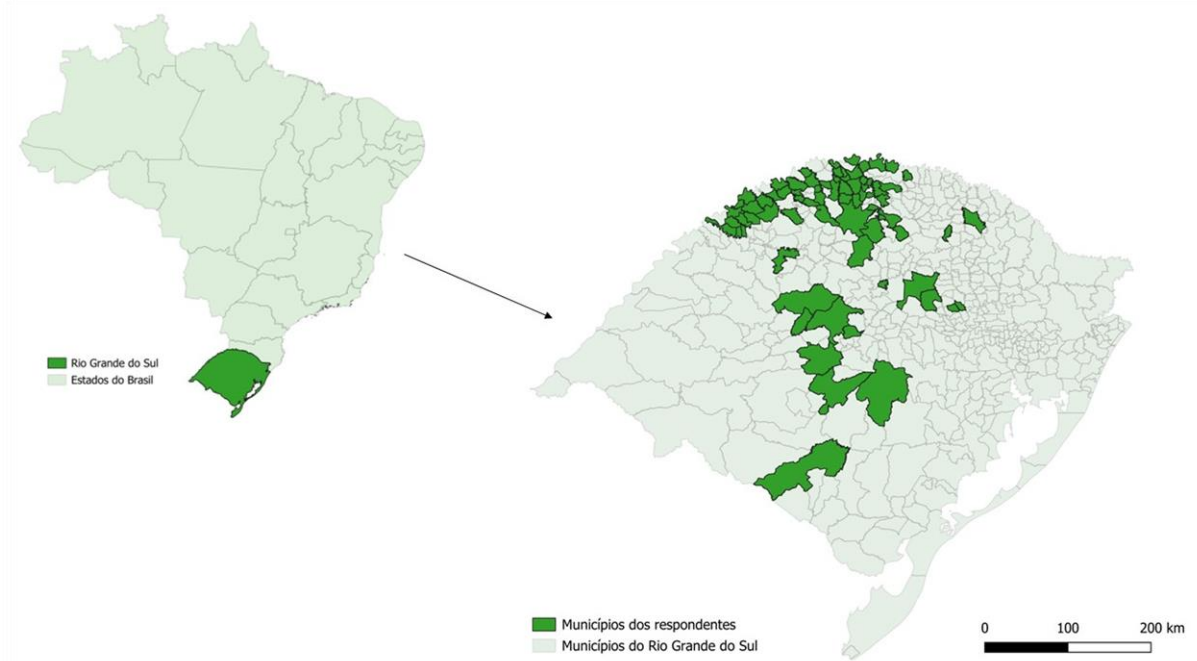 Rio Grande do Sul
Estados do Brasil
Municípios dos respondentes
Municípios do Rio Grande do Sul
0 100 200 km